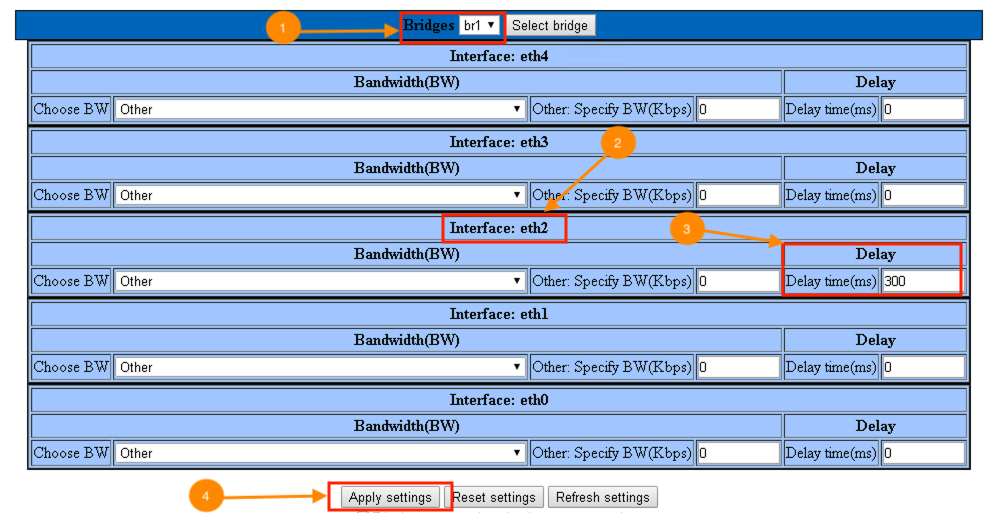 1 Bridges br1 Select bridge
Interface: eth4
Bandwidth(BW) Delay
Choose BW Other Other: Specify BW(Kbps) 0 Delay time(ms) 0
Interface: eth3 2
Bandwidth(BW) Delay
Choose BW Other Other: Specify BW(Kbps) 0 Delay time(ms) 0
Interface: eth2 3
Bandwidth(BW) Delay
Choose BW Other Other: Specify BW(Kbps) 0 Delay time(ms) 300
Interface: eth1
Bandwidth(BW) Delay
Choose BW Other Other: Specify BW(Kbps) 0 Delay time(ms) 0
Interface: eth0
Bandwidth(BW) Delay
Choose BW Other Other: Specify BW(Kbps) 0 Delay time(ms) 0
4 Apply settings Reset settings Refresh settings